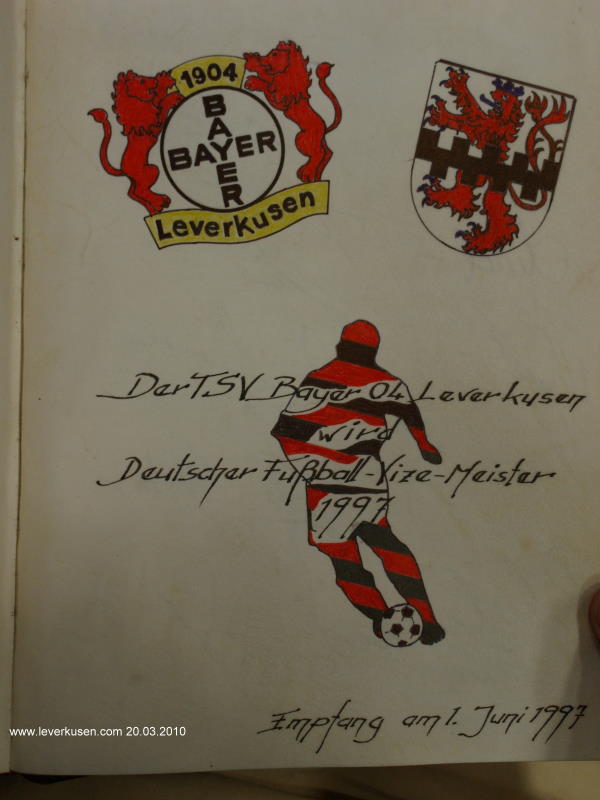 1904
BAYER
BAYER
Leverkusen
Der TSV Bayer 04 Leverkusen
wird
Deutscher Fußball-Vize-Meister
1997
Empfang am 1. Juni 1997
www.leverkusen.com 20.03.2010